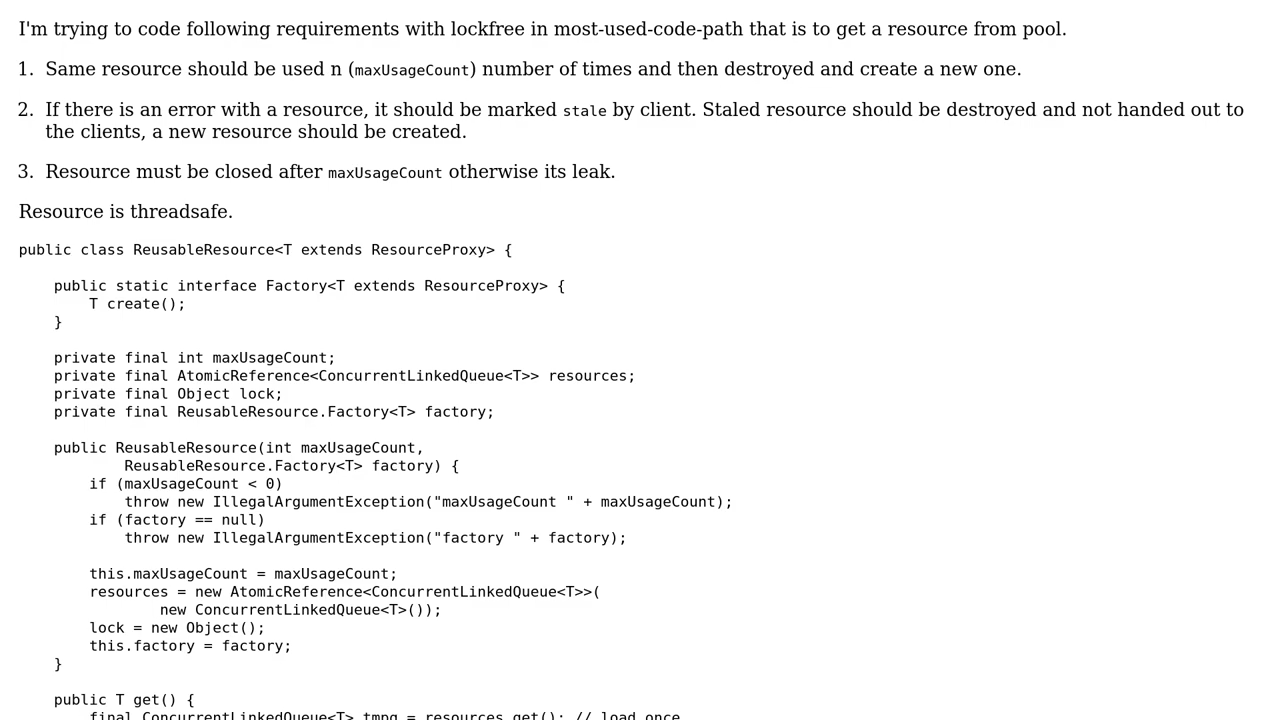 I'm trying to code following requirements with lockfree in most-used-code-path that is to get a resource from pool.
1. Same resource should be used n (maxUsageCount) number of times and then destroyed and create a new one.
2. If there is an error with a resource, it should be marked stale by client. Staled resource should be destroyed and not handed out to
the clients, a new resource should be created.
3. Resource must be closed after maxUsageCount otherwise its leak.
Resource is threadsafe.
public class ReusableResource<T extends ResourceProxy> {
    public static interface Factory<T extends ResourceProxy> {
        T create();
    }
    private final int maxUsageCount;
    private final AtomicReference<ConcurrentLinkedQueue<T>> resources;
    private final Object lock;
    private final ReusableResource.Factory<T> factory;
    public ReusableResource(int maxUsageCount,
            ReusableResource.Factory<T> factory) {
        if (maxUsageCount < 0)
            throw new IllegalArgumentException("maxUsageCount " + maxUsageCount);
        if (factory == null)
            throw new IllegalArgumentException("factory " + factory);
        this.maxUsageCount = maxUsageCount;
        resources = new AtomicReference<ConcurrentLinkedQueue<T>>(
                new ConcurrentLinkedQueue<T>());
        lock = new Object();
        this.factory = factory;
    }
    public T get() {
        final ConcurrentLinkedQueue<T> tmpq = resources.get(); // load once